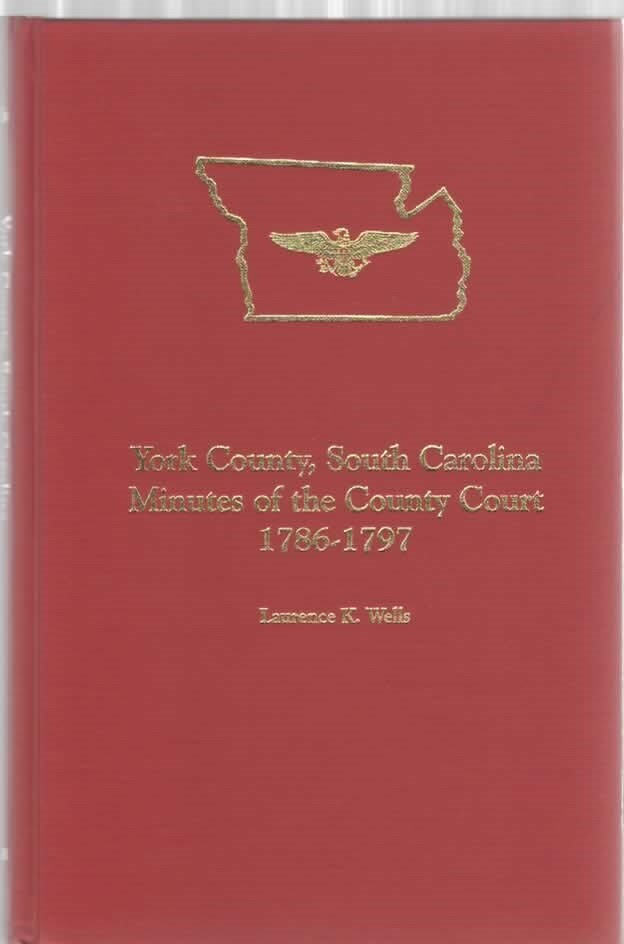 York County, South Carolina
Minutes of the County Court
1786-1797
Laurence K. Wells